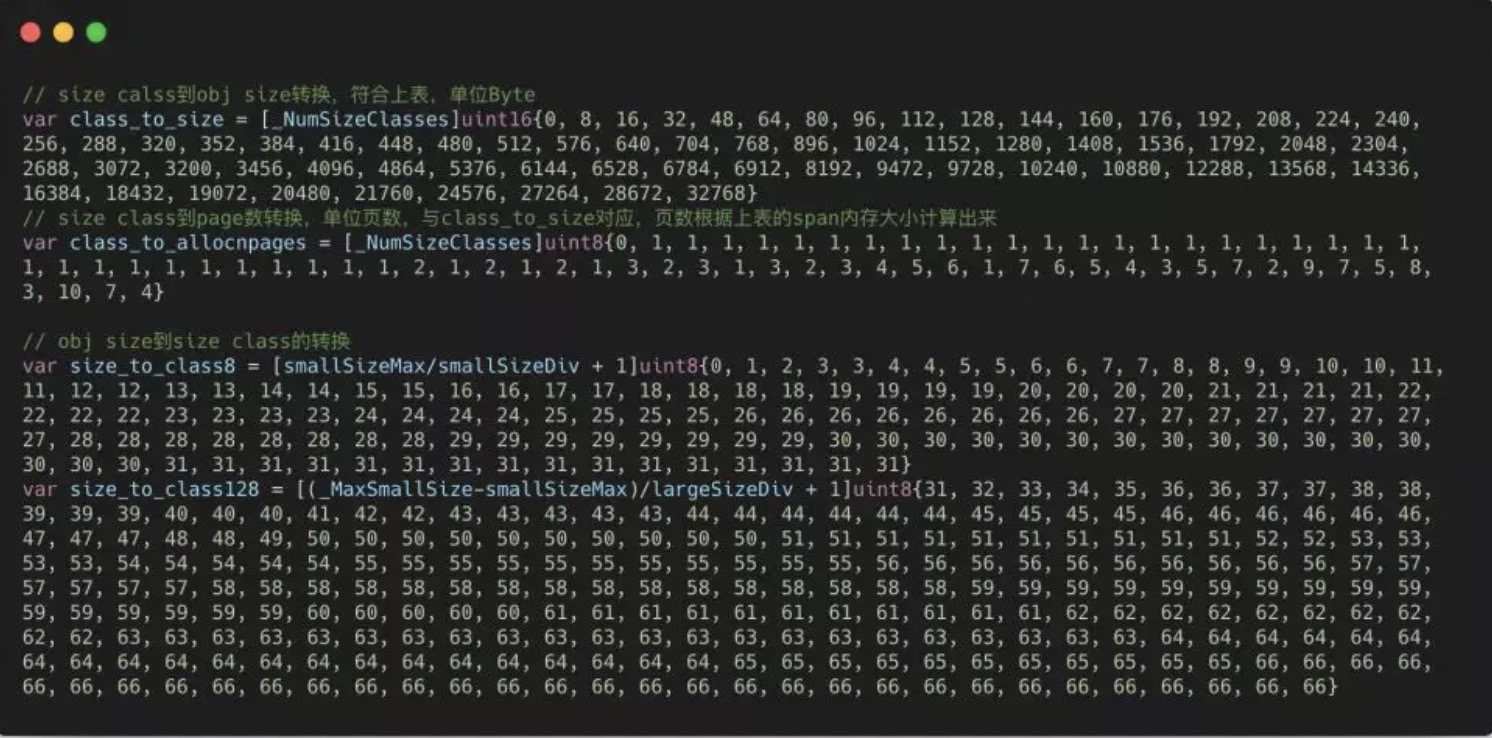 // size calss到obj size转换，符合上表，单位Byte
var class_to_size = [_NumSizeClasses]uint16{0, 8, 16, 32, 48, 64, 80, 96, 112, 128, 144, 160, 176, 192, 208, 224, 240,
256, 288, 320, 352, 384, 416, 448, 480, 512, 576, 640, 704, 768, 896, 1024, 1152, 1280, 1408, 1536, 1792, 2048, 2304,
2688, 3072, 3200, 3456, 4096, 4864, 5376, 6144, 6528, 6784, 6912, 8192, 9472, 9728, 10240, 10880, 12288, 13568, 14336,
16384, 18432, 19072, 20480, 21760, 24576, 27264, 28672, 32768}
// size class到page数转换，单位页数，与class_to_size对应，页数根据上表的span内存大小计算出来
var class_to_allocnpages = [_NumSizeClasses]uint8{0, 1, 1, 1, 1, 1, 1, 1, 1, 1, 1, 1, 1, 1, 1, 1, 1, 1, 1, 1, 1, 1, 1,
1, 1, 1, 1, 1, 1, 1, 1, 1, 1, 1, 2, 1, 2, 1, 2, 1, 3, 2, 3, 1, 3, 2, 3, 4, 5, 6, 1, 7, 6, 5, 4, 3, 5, 7, 2, 9, 7, 5, 8,
3, 10, 7, 4}
// obj size到size class的转换
var size_to_class8 = [smallSizeMax/smallSizeDiv + 1]uint8{0, 1, 2, 3, 3, 4, 4, 5, 5, 6, 6, 7, 7, 8, 8, 9, 9, 10, 10, 11,
11, 12, 12, 13, 13, 14, 14, 15, 15, 16, 16, 17, 17, 18, 18, 18, 18, 19, 19, 19, 19, 20, 20, 20, 20, 21, 21, 21, 21, 22,
22, 22, 22, 23, 23, 23, 23, 24, 24, 24, 24, 25, 25, 25, 25, 26, 26, 26, 26, 26, 26, 26, 26, 27, 27, 27, 27, 27, 27, 27,
27, 28, 28, 28, 28, 28, 28, 28, 28, 29, 29, 29, 29, 29, 29, 29, 29, 30, 30, 30, 30, 30, 30, 30, 30, 30, 30, 30, 30, 30,
30, 30, 30, 31, 31, 31, 31, 31, 31, 31, 31, 31, 31, 31, 31, 31, 31, 31, 31}
var size_to_class128 = [(_MaxSmallSize-smallSizeMax)/largeSizeDiv + 1]uint8{31, 32, 33, 34, 35, 36, 36, 37, 37, 38, 38,
39, 39, 39, 40, 40, 40, 41, 42, 42, 43, 43, 43, 43, 43, 44, 44, 44, 44, 44, 44, 45, 45, 45, 45, 46, 46, 46, 46, 46, 46,
47, 47, 47, 48, 48, 49, 50, 50, 50, 50, 50, 50, 50, 50, 50, 50, 51, 51, 51, 51, 51, 51, 51, 51, 51, 51, 52, 52, 53, 53,
53, 53, 54, 54, 54, 54, 54, 55, 55, 55, 55, 55, 55, 55, 55, 55, 55, 55, 56, 56, 56, 56, 56, 56, 56, 56, 56, 56, 57, 57,
57, 57, 57, 57, 58, 58, 58, 58, 58, 58, 58, 58, 58, 58, 58, 58, 58, 58, 58, 58, 59, 59, 59, 59, 59, 59, 59, 59, 59, 59,
59, 59, 59, 59, 59, 59, 60, 60, 60, 60, 60, 61, 61, 61, 61, 61, 61, 61, 61, 61, 61, 61, 62, 62, 62, 62, 62, 62, 62, 62,
62, 62, 63, 63, 63, 63, 63, 63, 63, 63, 63, 63, 63, 63, 63, 63, 63, 63, 63, 63, 63, 63, 63, 63, 64, 64, 64, 64, 64, 64,
64, 64, 64, 64, 64, 64, 64, 64, 64, 64, 64, 64, 64, 64, 64, 65, 65, 65, 65, 65, 65, 65, 65, 65, 65, 65, 66, 66, 66, 66,
66, 66, 66, 66, 66, 66, 66, 66, 66, 66, 66, 66, 66, 66, 66, 66, 66, 66, 66, 66, 66, 66, 66, 66}